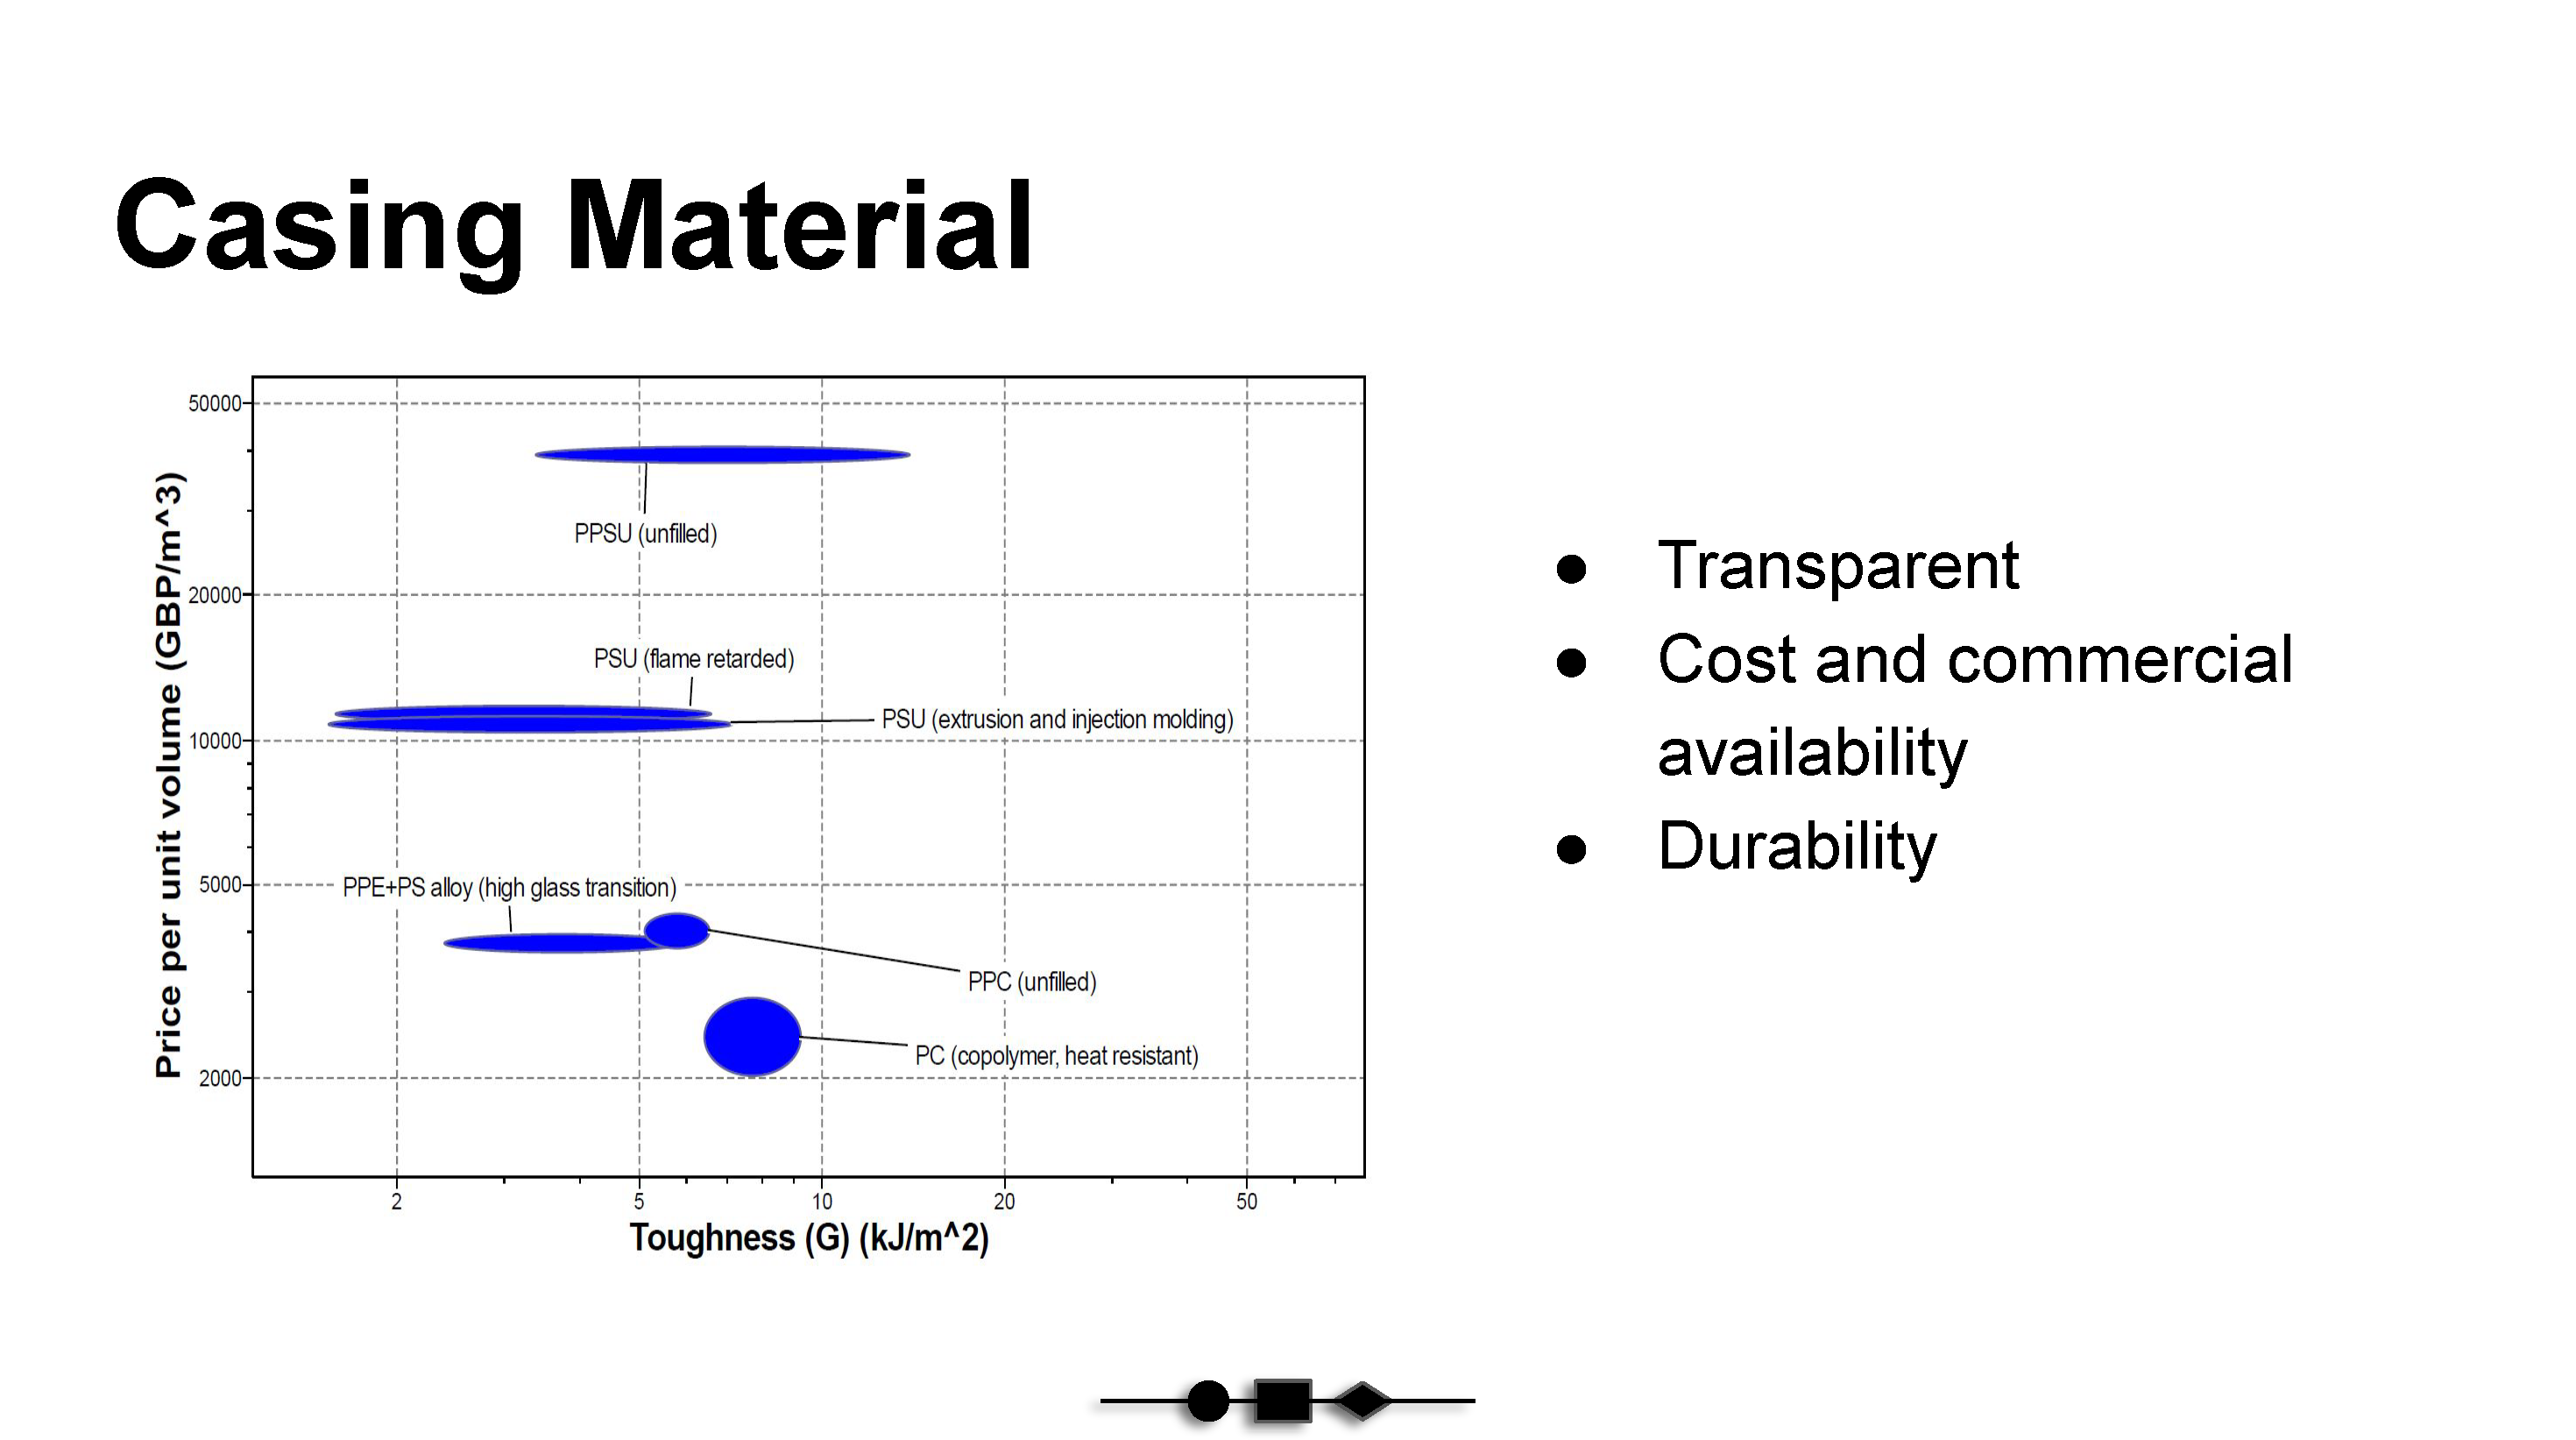 Casing Material
Price per unit volume (GBP/m^3)
50000
20000
10000
5000
2000
PPSU (unfilled)
PSU (flame retarded)
PSU (extrusion and injection molding)
PPE+PS alloy (high glass transition)
PPC (unfilled)
PC (copolymer, heat resistant)
2 5 10 20 50
Toughness (G) (kJ/m^2)
● Transparent
● Cost and commercial
availability
● Durability